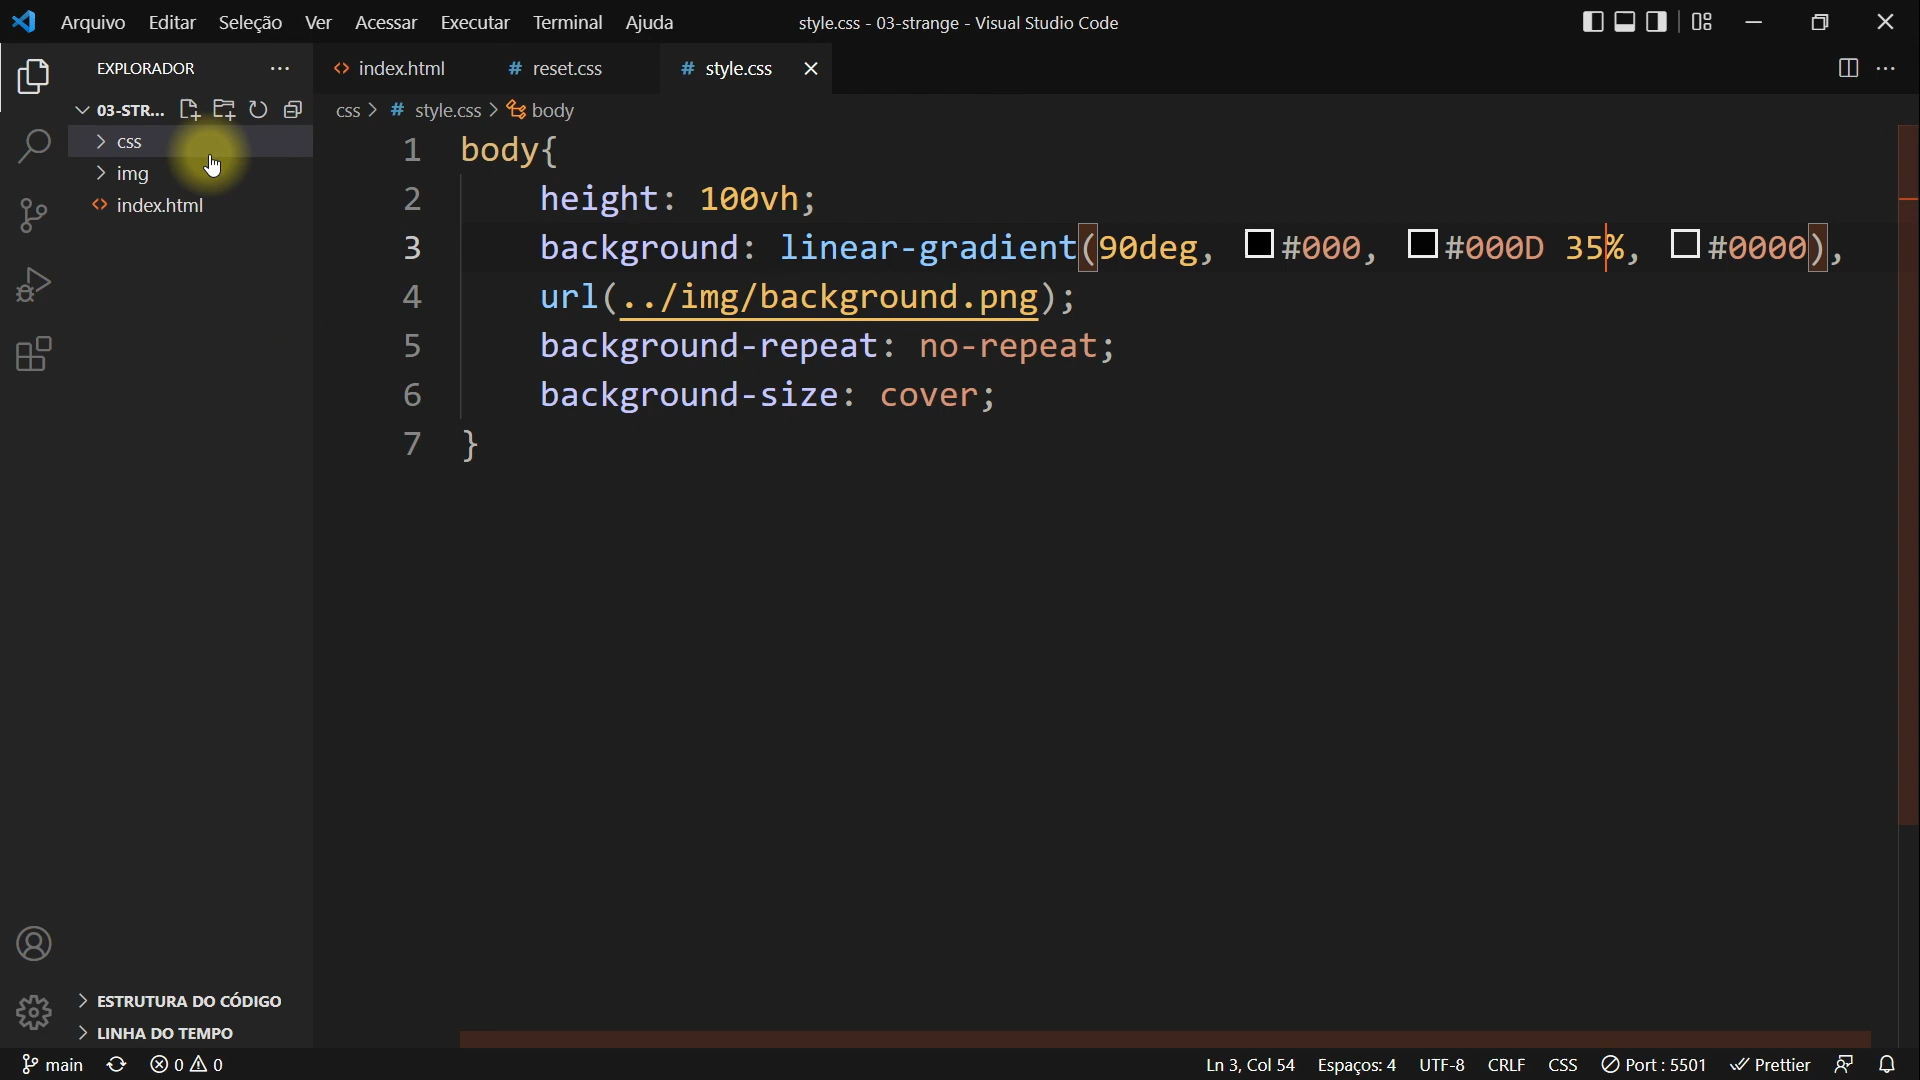 Arquivo Editar Seleção Ver Acessar Executar Terminal Ajuda style.css - 03-strange - Visual Studio Code
EXPLORADOR
03-STR...
css
img
index.html
ESTRUTURA DO CÓDIGO
LINHA DO TEMPO
index.html # reset.css # style.css
css > # style.css > body
1 body{
2 height: 100vh;
3 background: linear-gradient(90deg, #000, #000D 35%, #0000),
4 url(../img/background.png);
5 background-repeat: no-repeat;
6 background-size: cover;
7 }
main 0 0 Ln 3, Col 54 Espaços: 4 UTF-8 CRLF CSS Port : 5501 Prettier